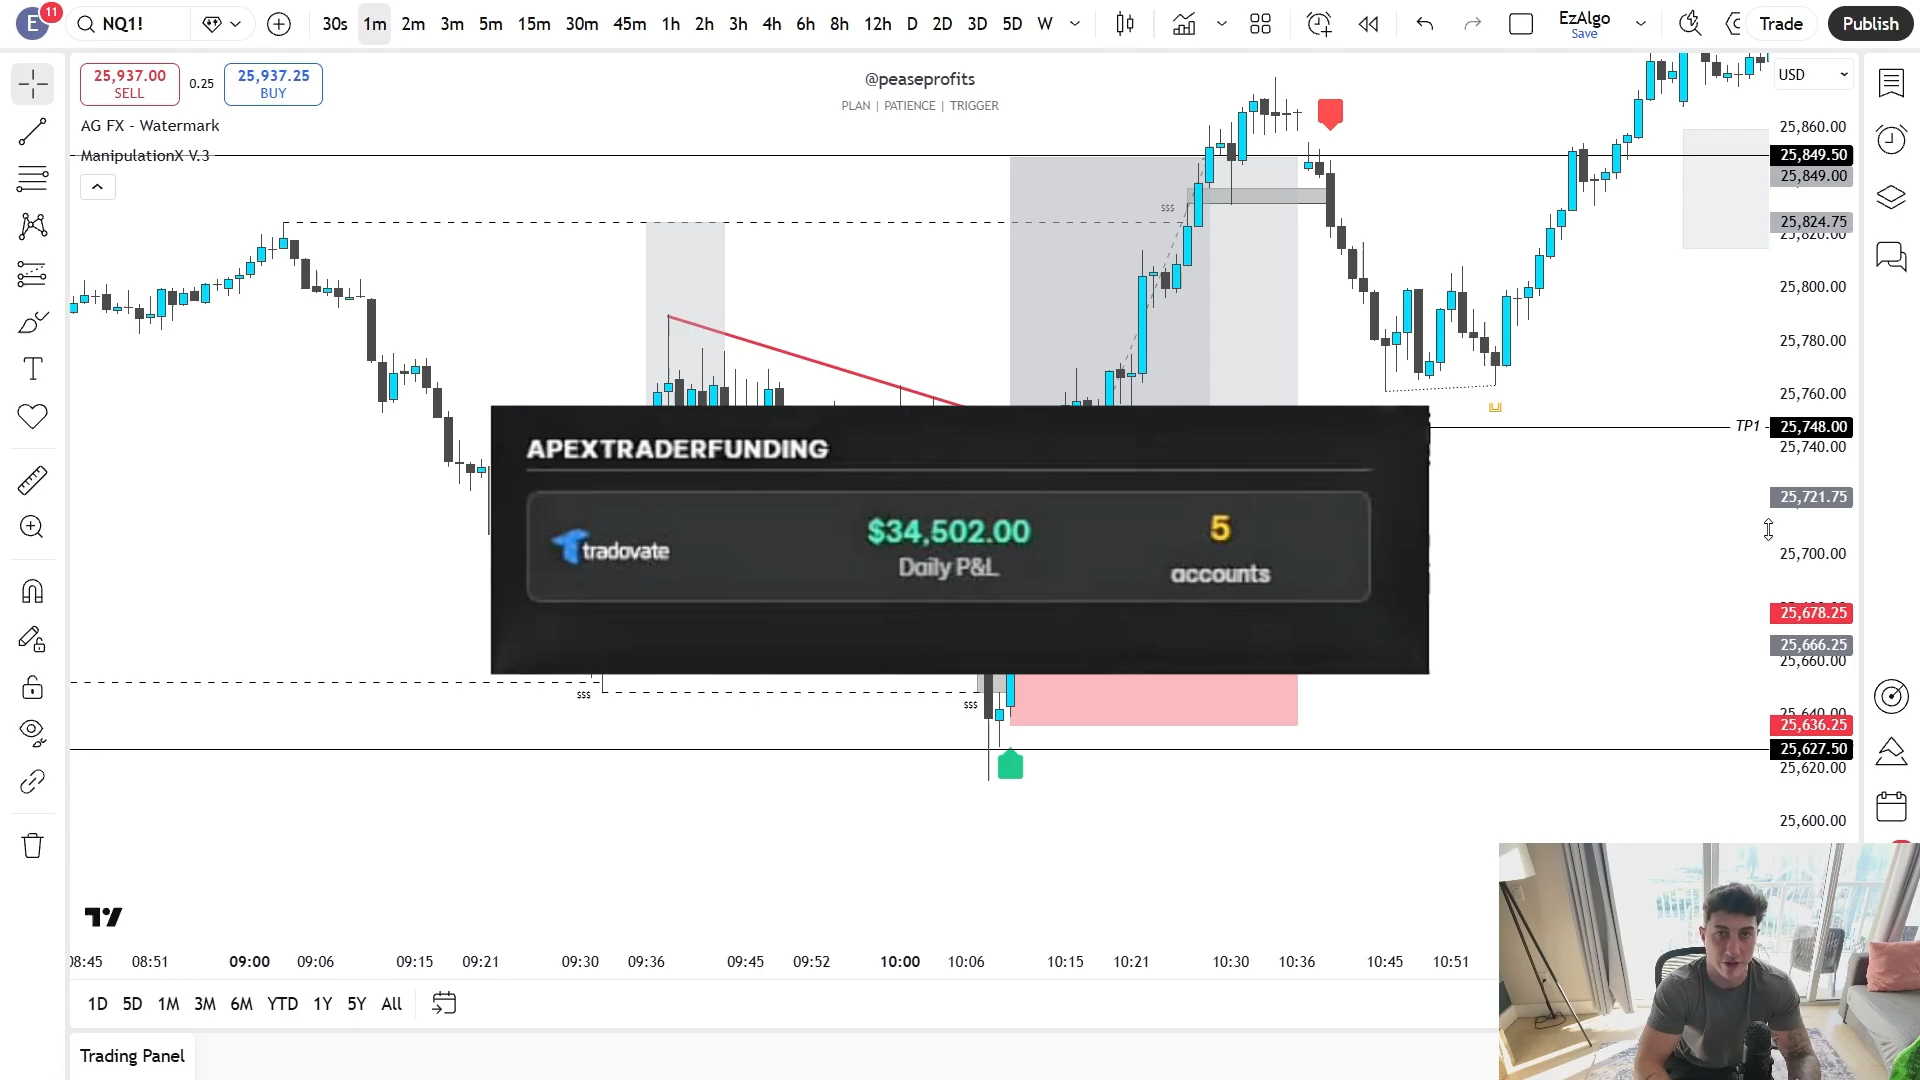 E
11
NQ1!
30s 1m 2m 3m 5m 15m 30m 45m 1h 2h 3h 4h 6h 8h 12h D 2D 3D 5D W
EzAlgo
Save
Trade
Publish
25,937.00
SELL
0.25
25,937.25
BUY
@peaseprofits
PLAN | PATIENCE | TRIGGER
USD
AG FX - Watermark
ManipulationX V.3
25,860.00
25,849.50
25,849.00
25,824.75
25,820.00
25,800.00
25,780.00
25,760.00
TP1
25,748.00
25,740.00
25,721.75
25,700.00
25,678.25
25,666.25
25,660.00
25,640.00
25,636.25
25,627.50
25,620.00
25,600.00
$$$
APEXTRADERFUNDING
tradovate
$34,502.00
Daily P&L
5
accounts
$$$
$$$
08:45 08:51 09:00 09:06 09:15 09:21 09:30 09:36 09:45 09:52 10:00 10:06 10:15 10:21 10:30 10:36 10:45 10:51
1D 5D 1M 3M 6M YTD 1Y 5Y All
Trading Panel